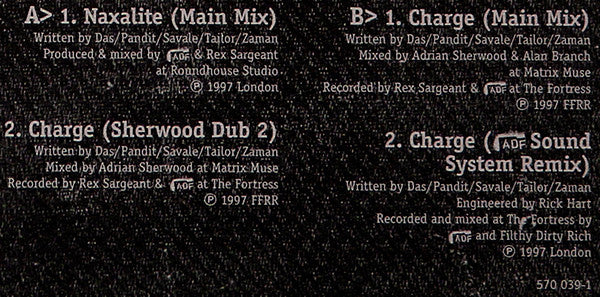 A> 1. Naxalite (Main Mix)
Written by Das/Pandit/Savale/Tailor/Zaman
Produced & mixed by ADF & Rex Sargeant
at Ronndhouse Studio
℗ 1997 London
2. Charge (Sherwood Dub 2)
Written by Das/Pandit/Savale/Tailor/Zaman
Mixed by Adrian Sherwood at Matrix Muse
Recorded by Rex Sargeant & ADF at The Fortress
℗ 1997 FFRR
B> 1. Charge (Main Mix)
Written by Das/Pandit/Savale/Tailor/Zaman
Mixed by Adrian Sherwood & Alan Branch
at Matrix Muse
Recorded by Rex Sargeant & ADF at The Fortress
℗ 1997 FFRR
2. Charge (ADF Sound
System Remix)
Written by Das/Pandit/Savale/Tailor/Zaman
Engineered by Rick Hart
Recorded and mixed at The Fortress by
ADF and Filthy Dirty Rich
℗ 1997 London
570 039-1